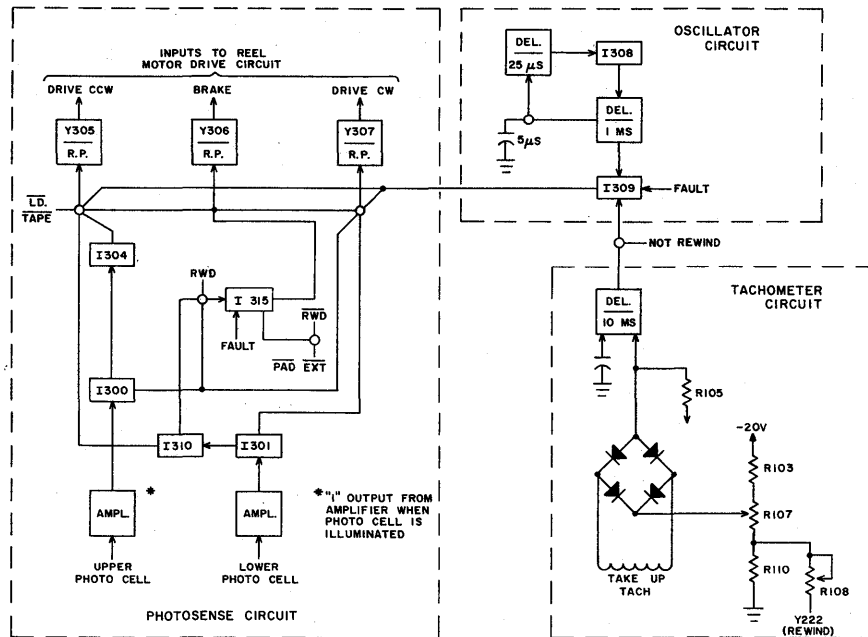 INPUTS TO REEL
MOTOR DRIVE CIRCUIT
DRIVE CCW
BRAKE
DRIVE CW
Y305
R.P.
Y306
R.P.
Y307
R.P.
LD.
TAPE
I304
RWD
I 315
FAULT
RWD
PAD EXT
I300
I310
I301
AMPL.
*
AMPL.
*"1" OUTPUT FROM
AMPLIFIER WHEN
PHOTO CELL IS
ILLUMINATED
UPPER
PHOTO CELL
LOWER
PHOTO CELL
PHOTOSENSE CIRCUIT
OSCILLATOR
CIRCUIT
DEL.
25 μS
I308
DEL.
1 MS
5μS
I309
FAULT
NOT REWIND
TACHOMETER
CIRCUIT
DEL.
10 MS
R105
-20V
R103
R107
R110
R108
TAKE UP
TACH
Y222
(REWIND)